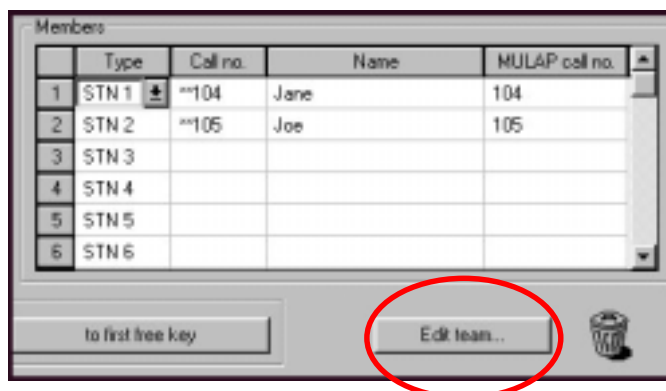 Members
Type Call no. Name MULAP call no.
1 STN 1 **104 Jane 104
2 STN 2 **105 Joe 105
3 STN 3
4 STN 4
5 STN 5
6 STN 6
to first free key Edit team...